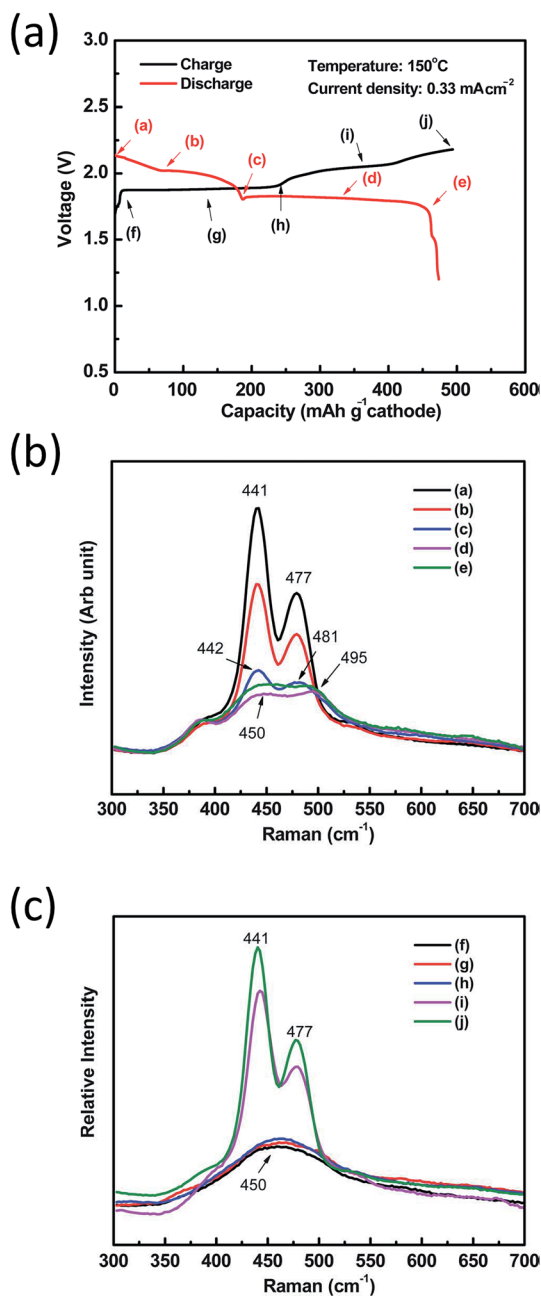 (a)
3.0
2.5
2.0
1.5
1.0
0.5
Voltage (V)
Charge
Discharge
Temperature: 150°C
Current density: 0.33 mAcm⁻²
(a)
(b)
(c)
(d)
(e)
(f)
(g)
(h)
(i)
(j)
0 100 200 300 400 500 600
Capacity (mAh g⁻¹cathode)
(b)
Intensity (Arb unit)
441
477
442
481
495
450
(a)
(b)
(c)
(d)
(e)
300 350 400 450 500 550 600 650 700
Raman (cm⁻¹)
(c)
Relative Intensity
441
477
450
(f)
(g)
(h)
(i)
(j)
300 350 400 450 500 550 600 650 700
Raman (cm⁻¹)